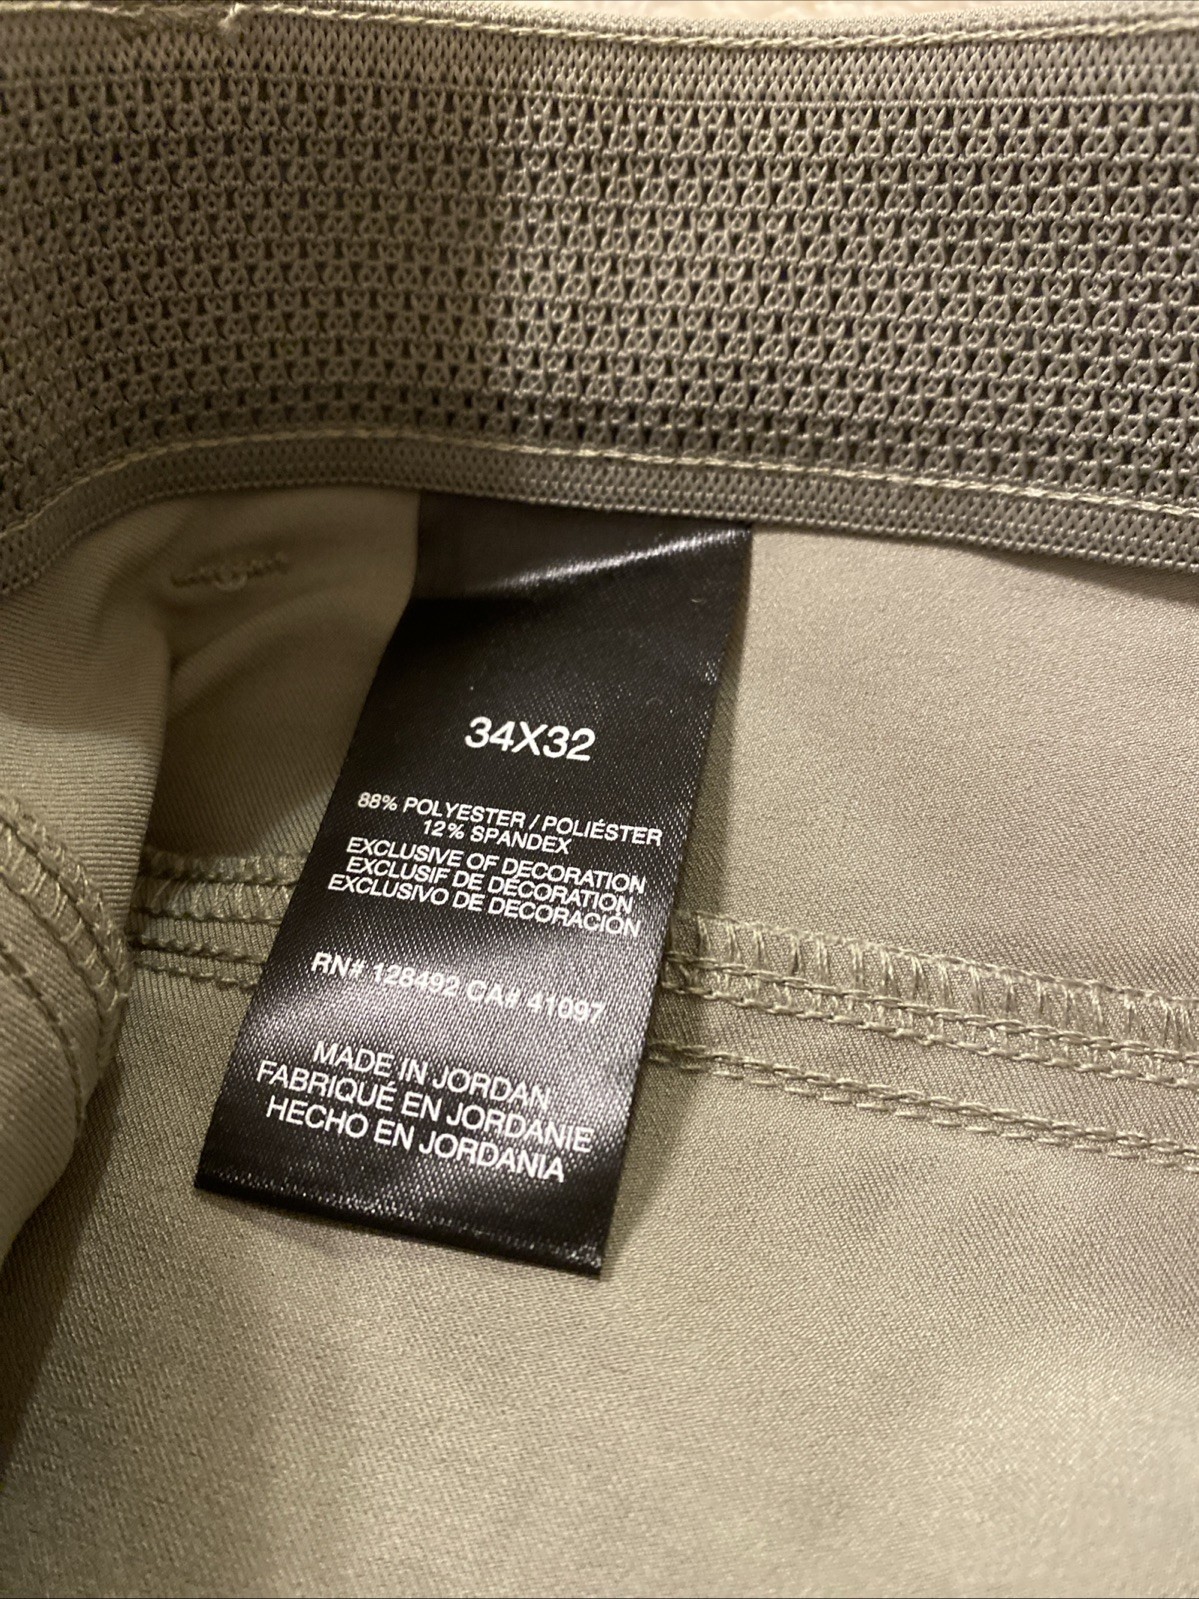 34X32
88% POLYESTER / POLIÉSTER
12% SPANDEX
EXCLUSIVE OF DECORATION
EXCLUSIF DE DÉCORATION
EXCLUSIVO DE DECORACIÓN
RN# 128492 CA# 41097
MADE IN JORDAN
FABRIQUÉ EN JORDANIE
HECHO EN JORDANIA